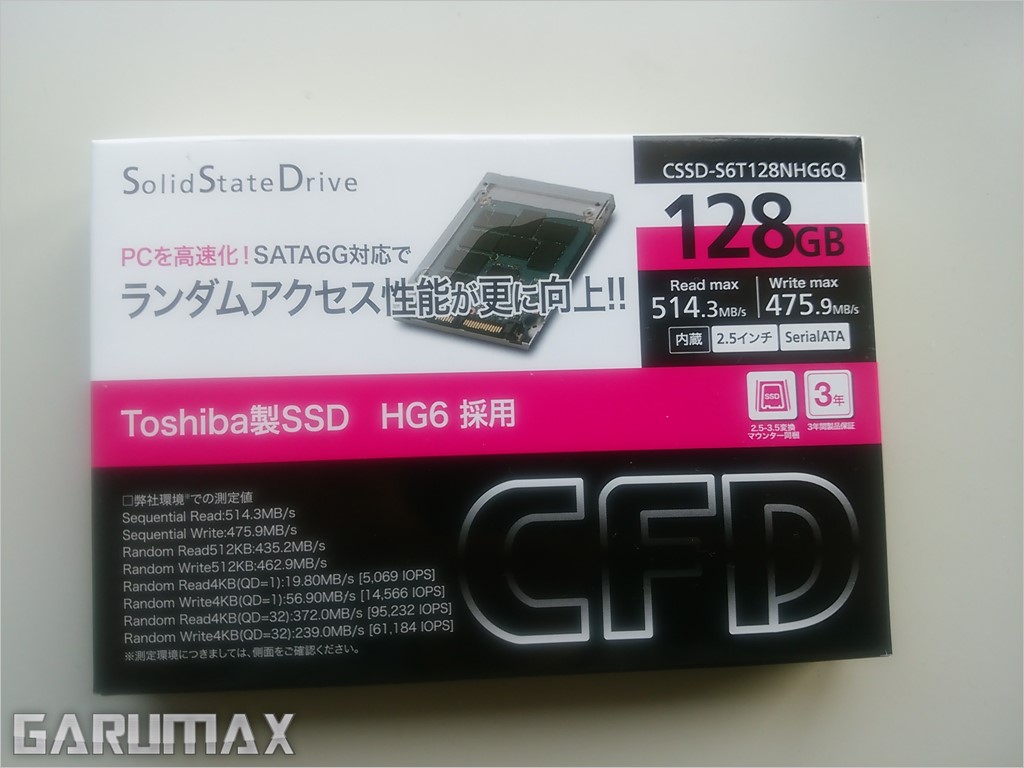 SolidStateDrive
PCを高速化！SATA6G対応で
ランダムアクセス性能が更に向上!!
CSSD-S6T128NHG6Q
128GB
Read max
514.3MB/s
Write max
475.9MB/s
内蔵 2.5インチ SerialATA
Toshiba製SSD HG6 採用
SSD
2.5-3.5変換
マウンター同梱
3年
3年間製品保証
□弊社環境※での測定値
Sequential Read:514.3MB/s
Sequential Write:475.9MB/s
Random Read512KB:435.2MB/s
Random Write512KB:462.9MB/s
Random Read4KB(QD=1):19.80MB/s [5,069 IOPS]
Random Write4KB(QD=1):56.90MB/s [14,566 IOPS]
Random Read4KB(QD=32):372.0MB/s [95,232 IOPS]
Random Write4KB(QD=32):239.0MB/s [61,184 IOPS]
※測定環境につきましては、側面をご確認ください。
CFD
GARUMAX